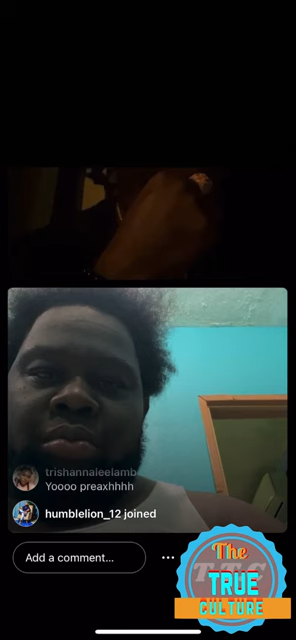 trishannaleelamb
Yoooo preaxhhhh
humblelion_12 joined
Add a comment...
The
TRUE
CULTURE